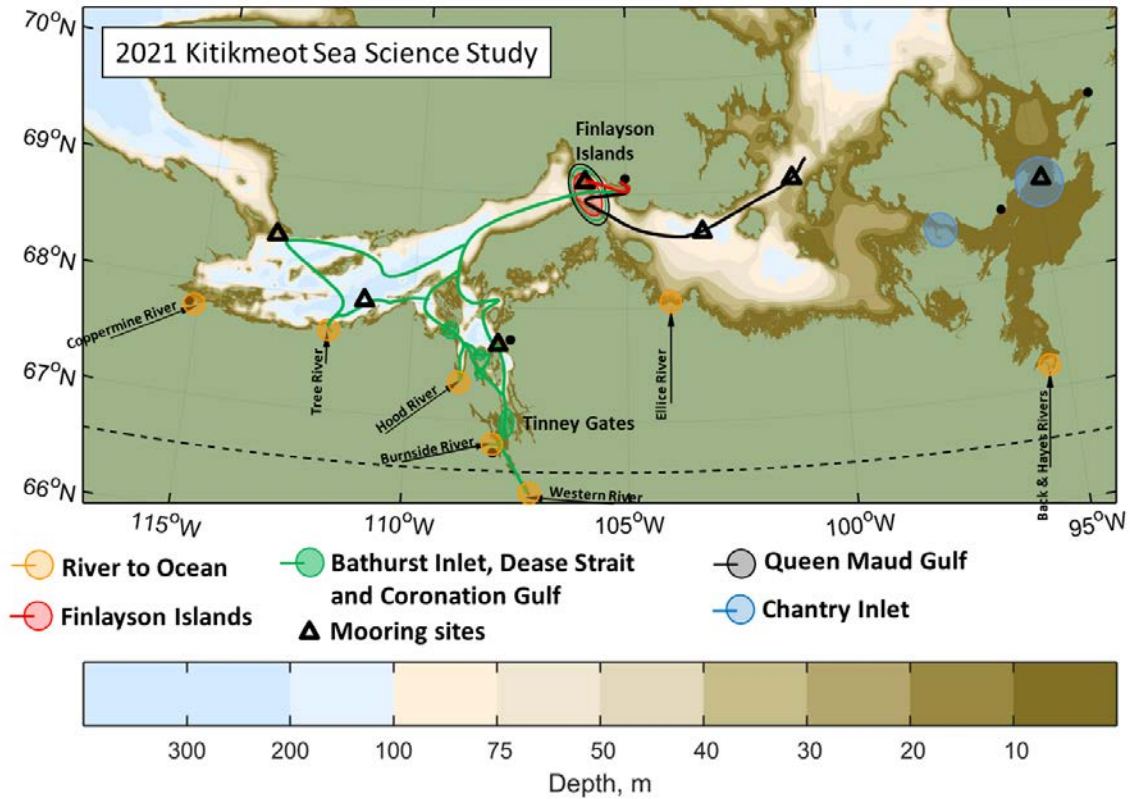 2021 Kitikmeot Sea Science Study
70°N
69°N
68°N
67°N
66°N
Finlayson
Islands
Coppermine River
Tree River
Hood River
Burnside River
Tinney Gates
Western River
Ellice River
Back & Hayes Rivers
115°W
110°W
105°W
100°W
95°W
River to Ocean
Finlayson Islands
Bathurst Inlet, Dease Strait
and Coronation Gulf
Mooring sites
Queen Maud Gulf
Chantry Inlet
300
200
100
75
50
40
30
20
10
Depth, m